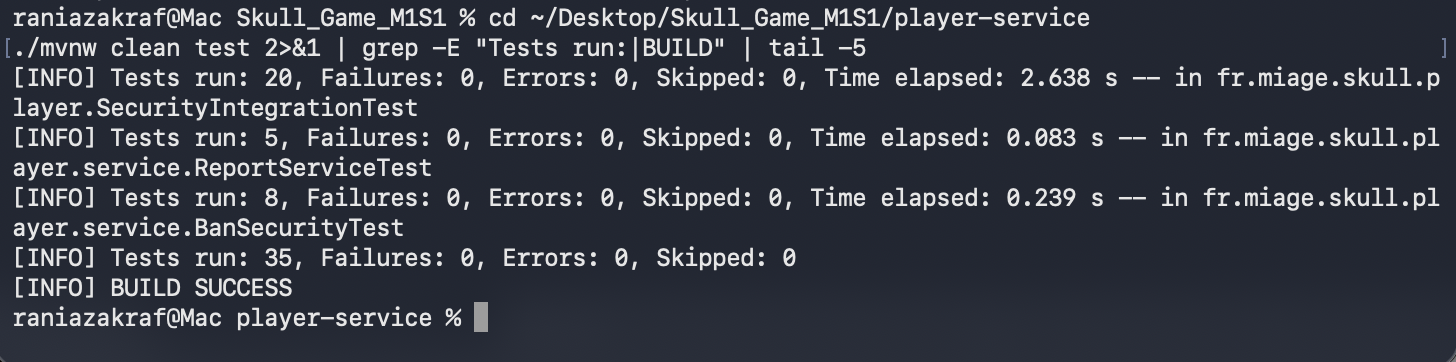 raniazakraf@Mac Skull_Game_M1S1 % cd ~/Desktop/Skull_Game_M1S1/player-service
[./mvnw clean test 2>&1 | grep -E "Tests run:|BUILD" | tail -5 ]
[INFO] Tests run: 20, Failures: 0, Errors: 0, Skipped: 0, Time elapsed: 2.638 s -- in fr.miage.skull.p
layer.SecurityIntegrationTest
[INFO] Tests run: 5, Failures: 0, Errors: 0, Skipped: 0, Time elapsed: 0.083 s -- in fr.miage.skull.pl
ayer.service.ReportServiceTest
[INFO] Tests run: 8, Failures: 0, Errors: 0, Skipped: 0, Time elapsed: 0.239 s -- in fr.miage.skull.pl
ayer.service.BanSecurityTest
[INFO] Tests run: 35, Failures: 0, Errors: 0, Skipped: 0
[INFO] BUILD SUCCESS
raniazakraf@Mac player-service %